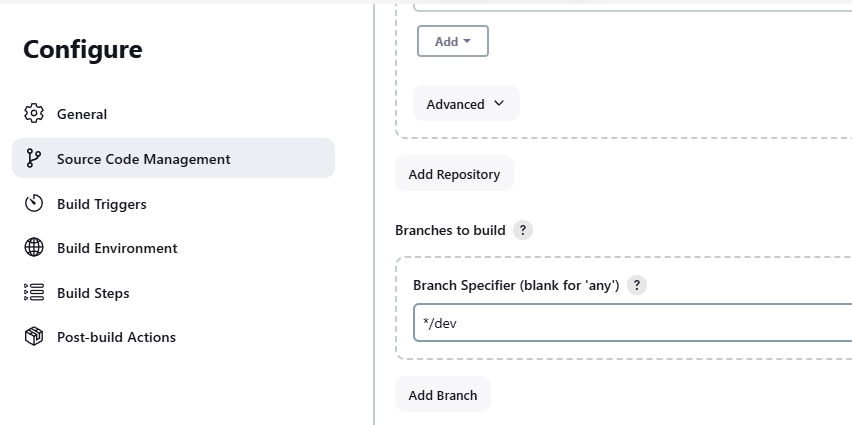 Configure
General
Source Code Management
Build Triggers
Build Environment
Build Steps
Post-build Actions
Add
Advanced
Add Repository
Branches to build ?
Branch Specifier (blank for 'any') ?
*/dev
Add Branch